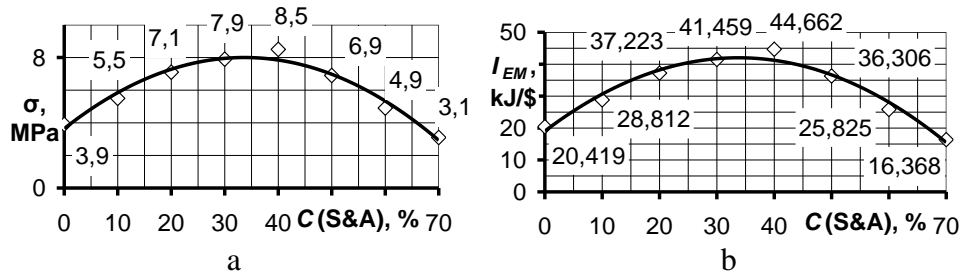 8,5
7,9
7,1
6,9
5,5
4,9
3,1
3,9
8
σ,
MPa
0
0 10 20 30 40 C (S&A), % 70
a
50
44,662
41,459
37,223
36,306
I EM ,
kJ/$
28,812
25,825
20
20,419
16,368
10
0
0 10 20 30 40 C (S&A), % 70
b